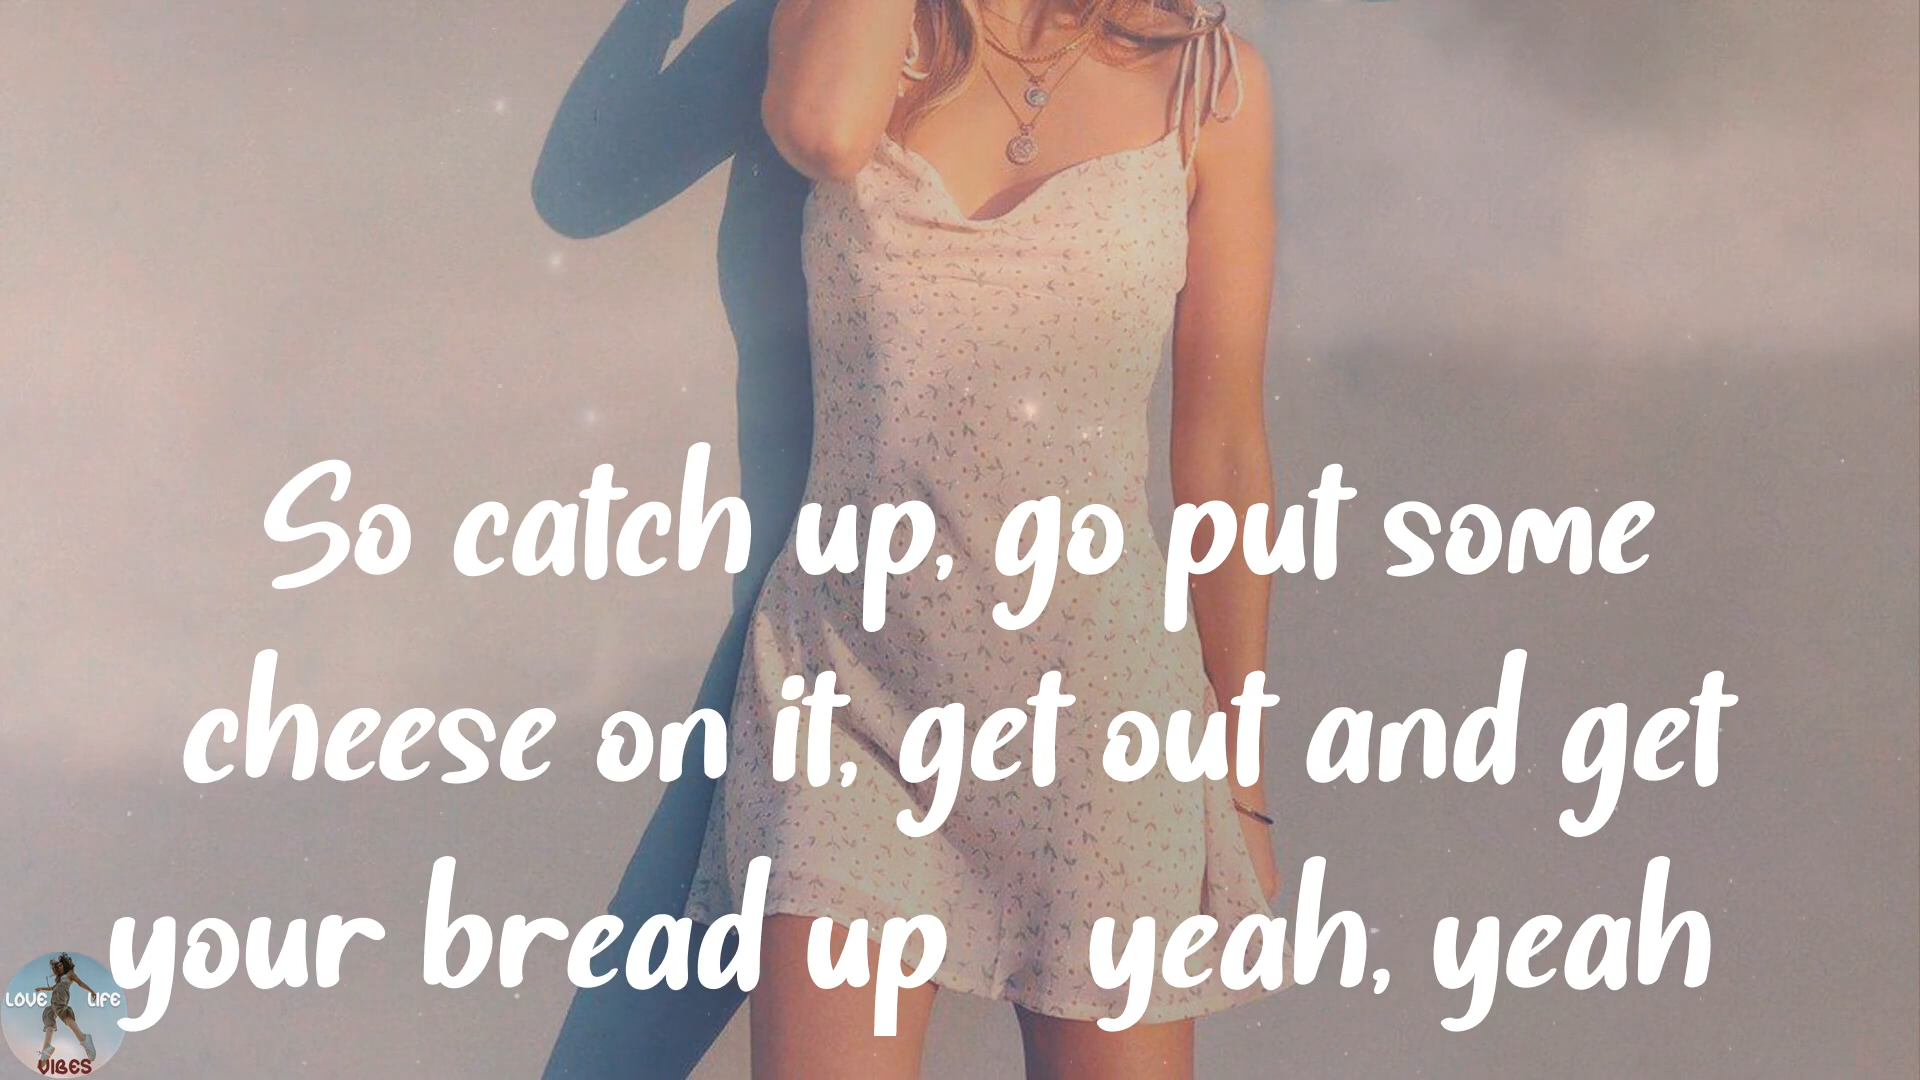 So catch up, go put some
cheese on it, get out and get
your bread up yeah, yeah
LOVE LIFE
VIBES